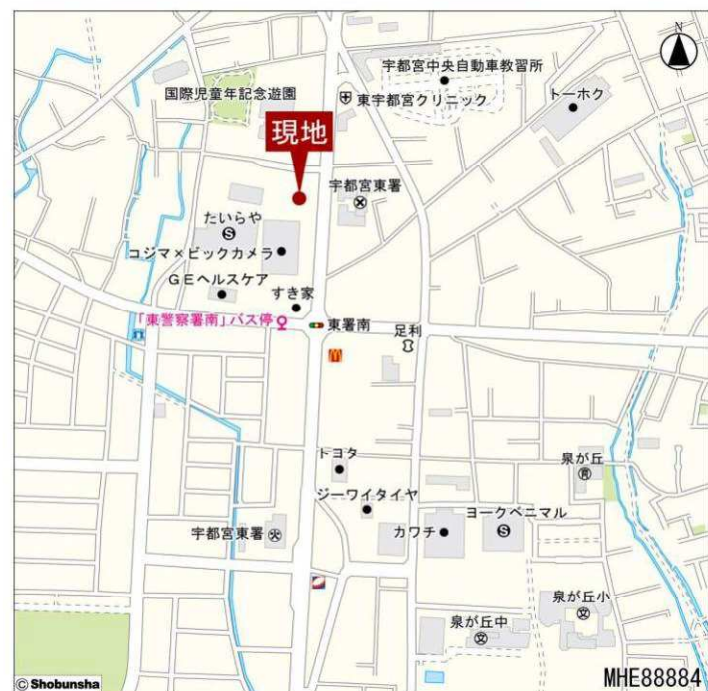 N
宇都宮中央自動車教習所
国際児童年記念遊園
東宇都宮クリニック
トーホク
現地
宇都宮東署
たいらや
S
コジマ×ビックカメラ
GEヘルスケア
すき家
「東警察署南」バス停
東署南
足利
トヨタ
泉が丘
ジーワイタイヤ
ヨークベニマル
宇都宮東署
カワチ
S
泉が丘小
泉が丘中
© Shobunsha
MHE88884